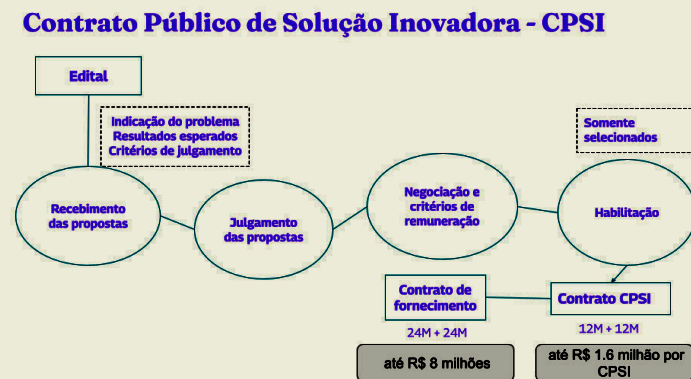 Contrato Público de Solução Inovadora - CPSI
Edital
Indicação do problema
Resultados esperados
Critérios de julgamento
Somente
selecionados
Recebimento
das propostas
Julgamento
das propostas
Negociação e
critérios de
remuneração
Habilitação
Contrato de
fornecimento
Contrato CPSI
24M + 24M
12M + 12M
até R$ 8 milhões
até R$ 1.6 milhão por
CPSI